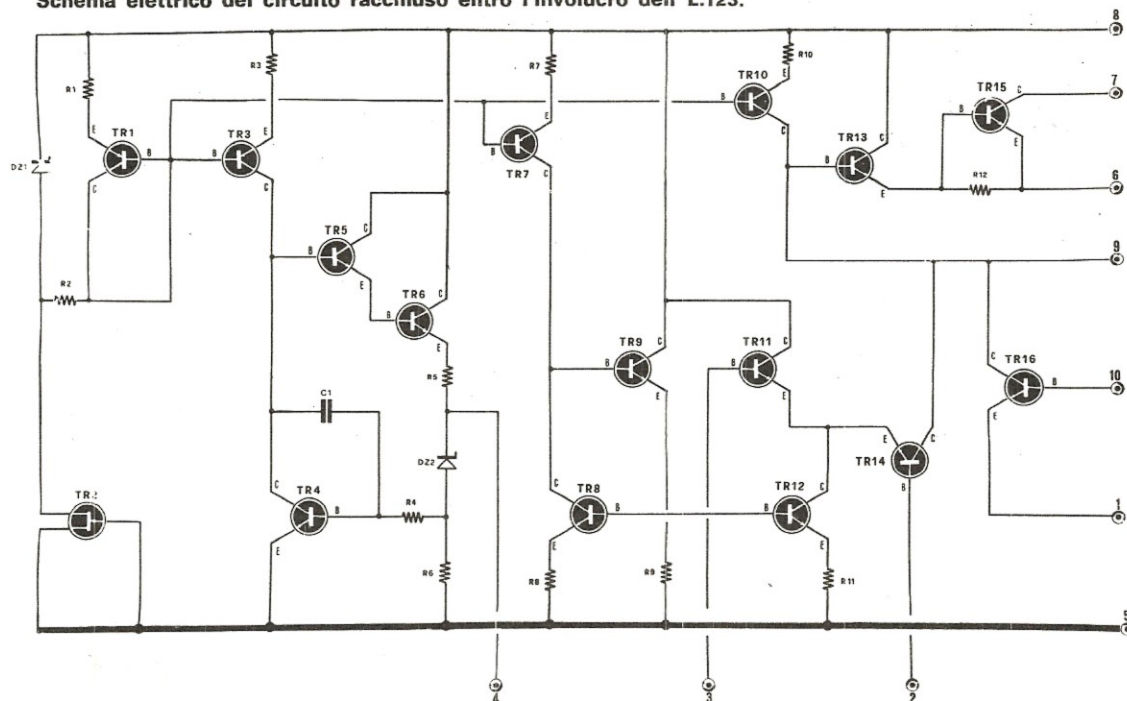 Schema elettrico del circuito racchiuso entro l'involucro dell' L.123.
8
R1
R3
R7
R10
TR10
E
B
C
TR15
C
B
E
7
DZ1
E
TR1
B
C
TR3
E
B
C
B
TR7
E
C
TR13
C
B
E
R12
6
R2
TR5
C
B
E
9
TR6
C
B
E
TR9
C
B
E
TR11
C
B
E
TR16
C
B
E
10
R5
C1
DZ2
E
C
TR14
B
TR4
C
B
E
R4
TR8
C
B
E
TR12
C
B
E
1
R6
R8
R9
R11
4
3
2